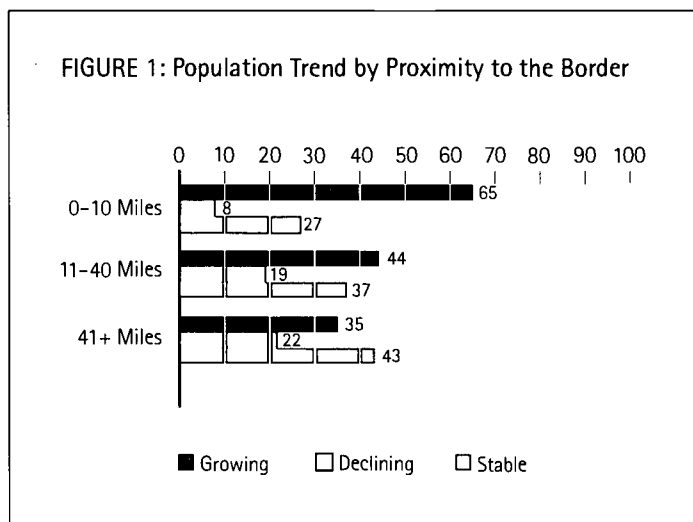 FIGURE 1: Population Trend by Proximity to the Border
0 10 20 30 40 50 60 70 80 90 100
0-10 Miles
65
8
27
11-40 Miles
44
19
37
41+ Miles
35
22
43
Growing Declining Stable